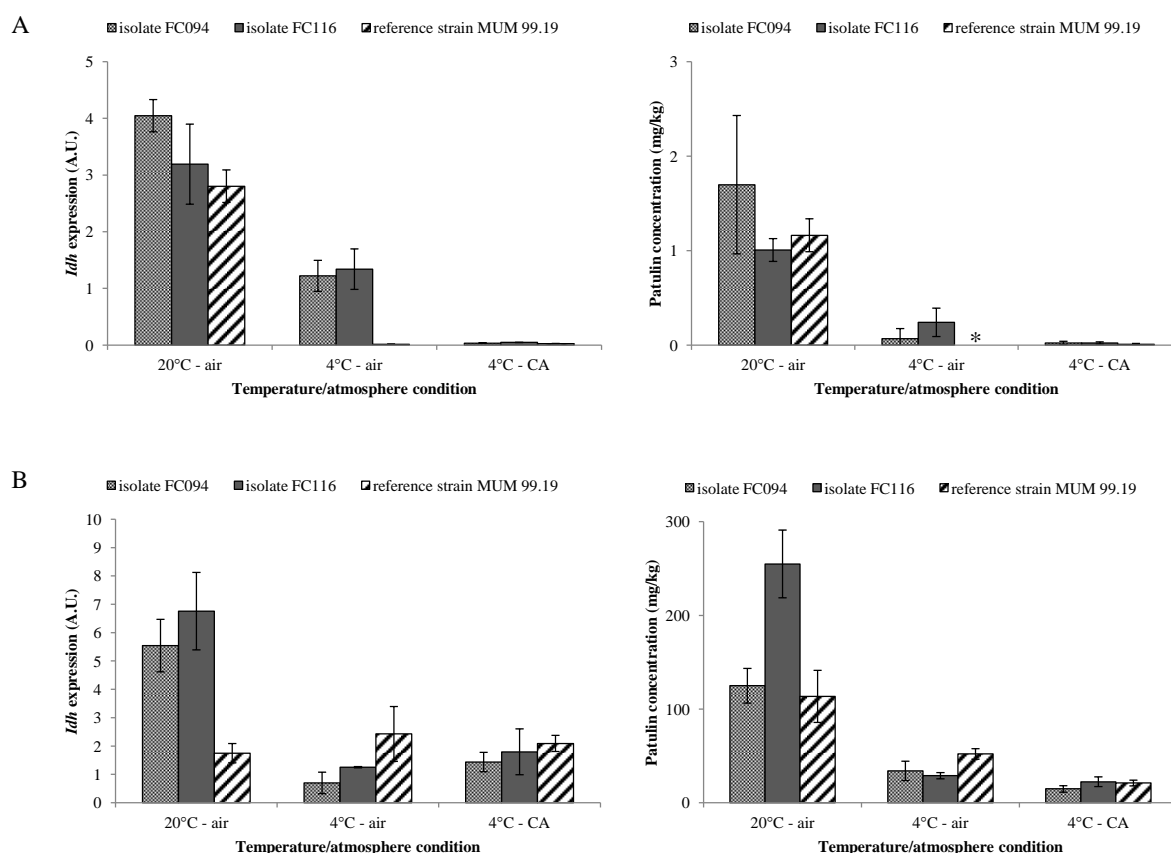 A
isolate FC094 isolate FC116 reference strain MUM 99.19
5
4
3
2
1
0
Idh expression (A.U.)
20°C - air 4°C - air 4°C - CA
Temperature/atmosphere condition
isolate FC094 isolate FC116 reference strain MUM 99.19
3
2
1
0
Patulin concentration (mg/kg)
*
20°C - air 4°C - air 4°C - CA
Temperature/atmosphere condition
B
isolate FC094 isolate FC116 reference strain MUM 99.19
10
9
8
7
6
5
4
3
2
1
0
Idh expression (A.U.)
20°C - air 4°C - air 4°C - CA
Temperature/atmosphere condition
isolate FC094 isolate FC116 reference strain MUM 99.19
300
200
100
0
Patulin concentration (mg/kg)
20°C - air 4°C - air 4°C - CA
Temperature/atmosphere condition